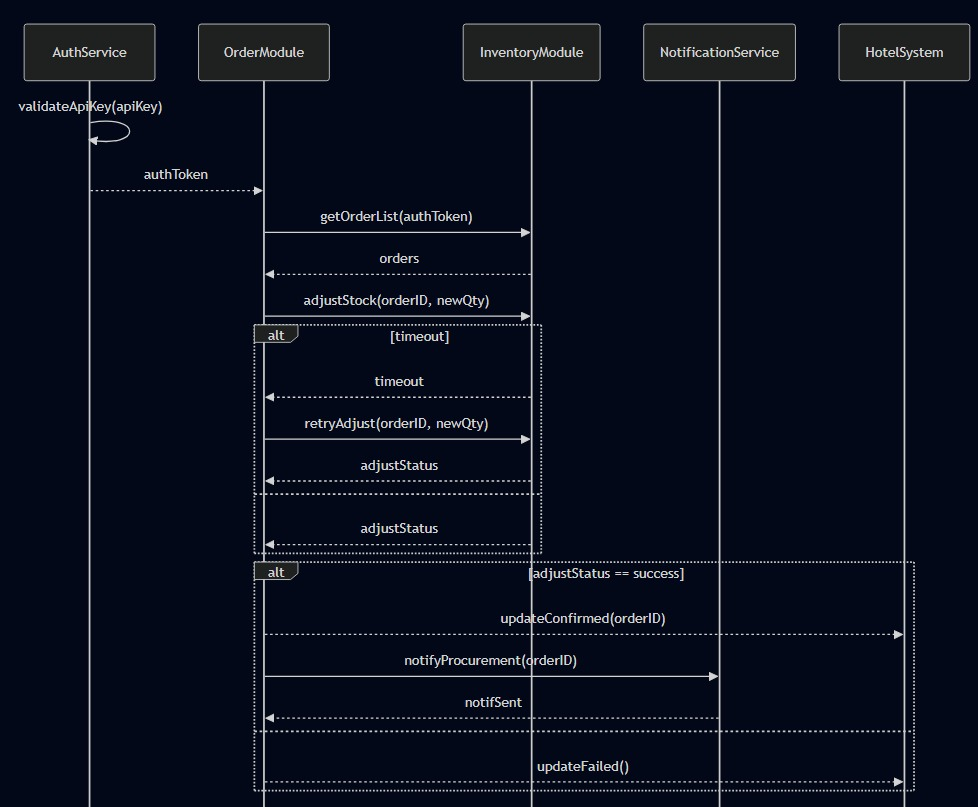 AuthService
OrderModule
InventoryModule
NotificationService
HotelSystem
validateApiKey(apiKey)
authToken
getOrderList(authToken)
orders
adjustStock(orderID, newQty)
alt
[timeout]
timeout
retryAdjust(orderID, newQty)
adjustStatus
adjustStatus
alt
[adjustStatus == success]
updateConfirmed(orderID)
notifyProcurement(orderID)
notifSent
updateFailed()